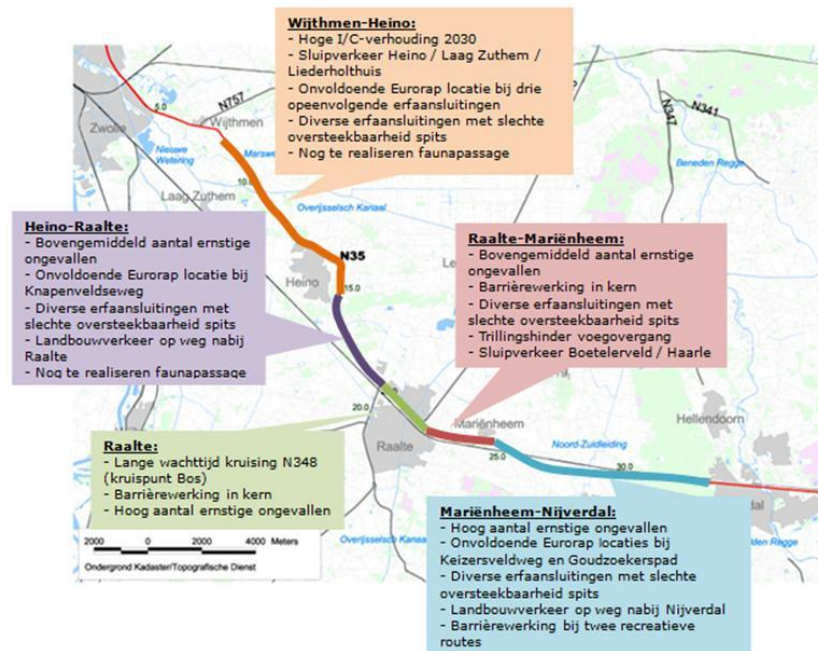 Wijthmen-Heino:
- Hoge I/C-verhouding 2030
- Sluipverkeer Heino / Laag Zuthem /
Liederholthuis
- Onvoldoende Eurorap locatie bij drie
opeenvolgende erfaansluitingen
- Diverse erfaansluitingen met slechte
oversteekbaarheid spits
- Nog te realiseren faunapassage
N757
N347
N341
5.0
Wijthmen
Zwolle
Nieuwe
Wetering
Beneden Regge
Laag Zuthem
10.0
Overijsselsch Kanaal
Heino-Raalte:
- Bovengemiddeld aantal ernstige
ongevallen
- Onvoldoende Eurorap locatie bij
Knapenveldseweg
- Diverse erfaansluitingen met
slechte oversteekbaarheid spits
- Landbouwverkeer op weg nabij
Raalte
- Nog te realiseren faunapassage
N35
Heino
15.0
Raalte-Mariënheem:
- Bovengemiddeld aantal ernstige
ongevallen
- Barrièrewerking in kern
- Diverse erfaansluitingen met
slechte oversteekbaarheid spits
- Trillingshinder voegovergang
- Sluipverkeer Boetelerveld / Haarle
20.0
Raalte
Mariënheem
Hellendoorn
25.0
Noord-Zuidleiding
30.0
Raalte:
- Lange wachttijd kruising N348
(kruispunt Bos)
- Barrièrewerking in kern
- Hoog aantal ernstige ongevallen
Mariënheem-Nijverdal:
- Hoog aantal ernstige ongevallen
- Onvoldoende Eurorap locaties bij
Keizersveldweg en Goudzoekerspad
- Diverse erfaansluitingen met slechte
oversteekbaarheid spits
- Landbouwverkeer op weg nabij Nijverdal
- Barrièrewerking bij twee recreatieve
routes
2000 0 2000 4000 Meters
Ondergrond Kadaster/Topografische Dienst
Overijsselsch Kanaal